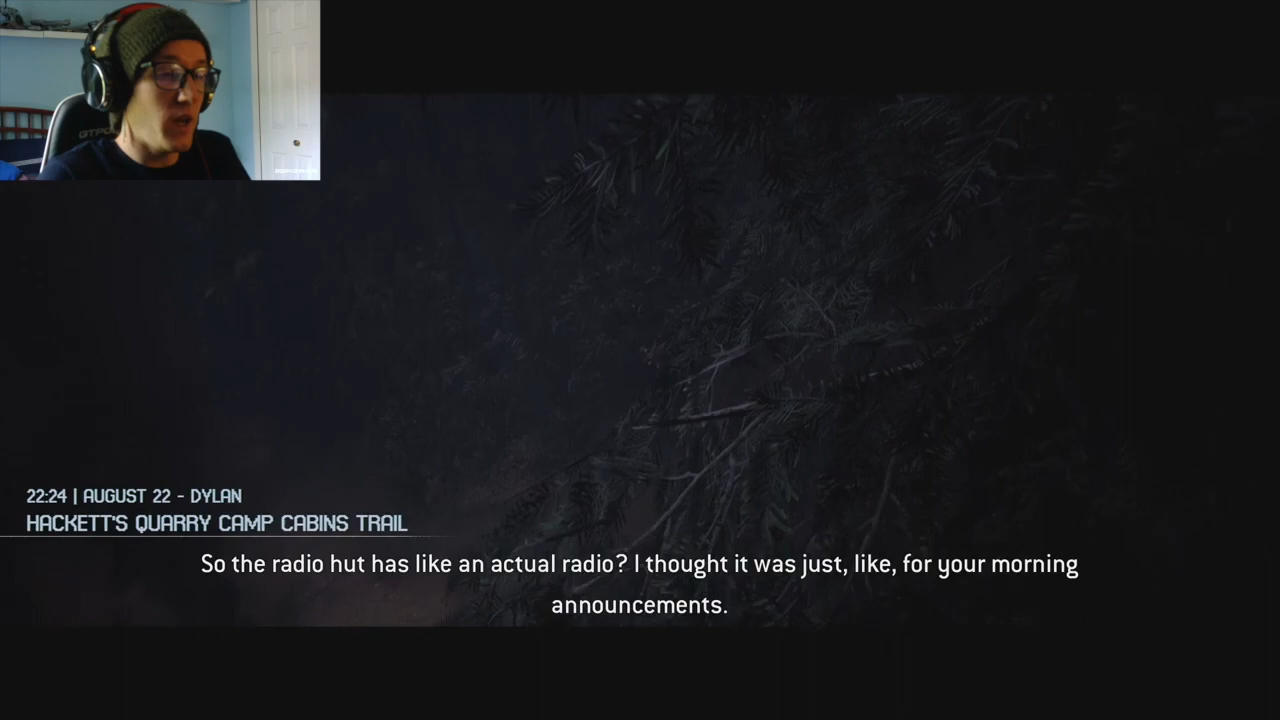 22:24 | AUGUST 22 - DYLAN
HACKETT'S QUARRY CAMP CABINS TRAIL
So the radio hut has like an actual radio? I thought it was just, like, for your morning
announcements.